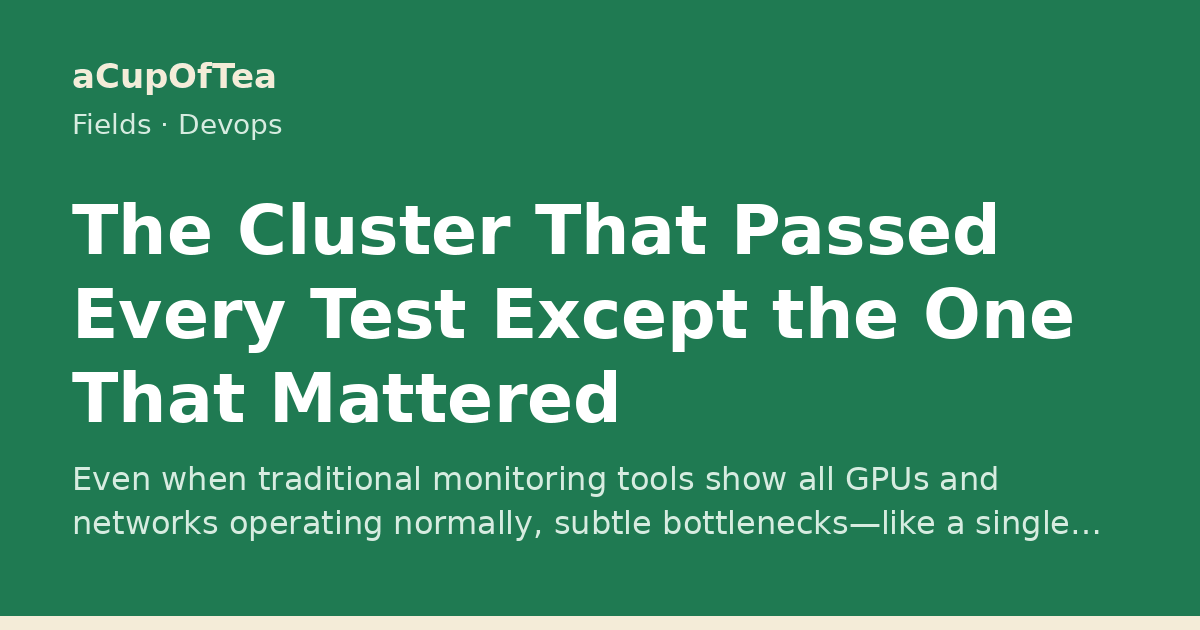 aCupOfTea
Fields · Devops
The Cluster That Passed
Every Test Except the One
That Mattered
Even when traditional monitoring tools show all GPUs and
networks operating normally, subtle bottlenecks—like a single...